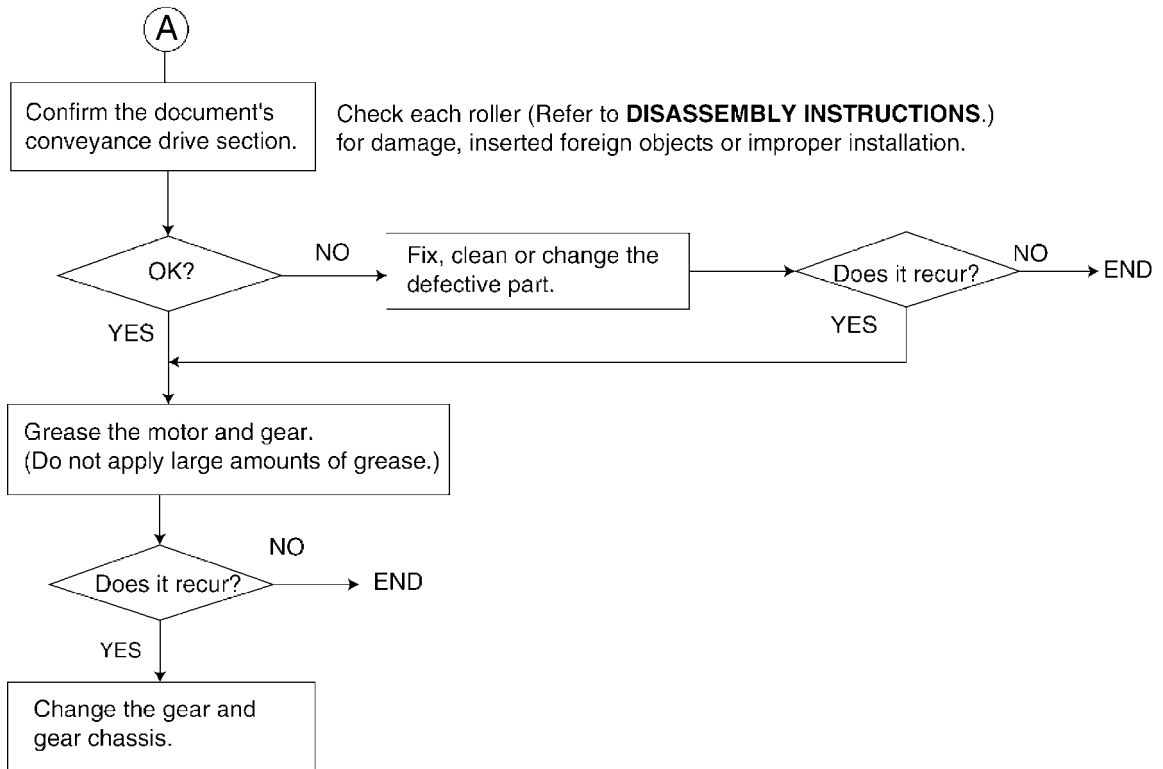 A
Confirm the document's
conveyance drive section.
Check each roller (Refer to DISASSEMBLY INSTRUCTIONS.)
for damage, inserted foreign objects or improper installation.
OK?
NO
Fix, clean or change the
defective part.
Does it recur?
NO
END
YES
YES
Grease the motor and gear.
(Do not apply large amounts of grease.)
Does it recur?
NO
END
YES
Change the gear and
gear chassis.